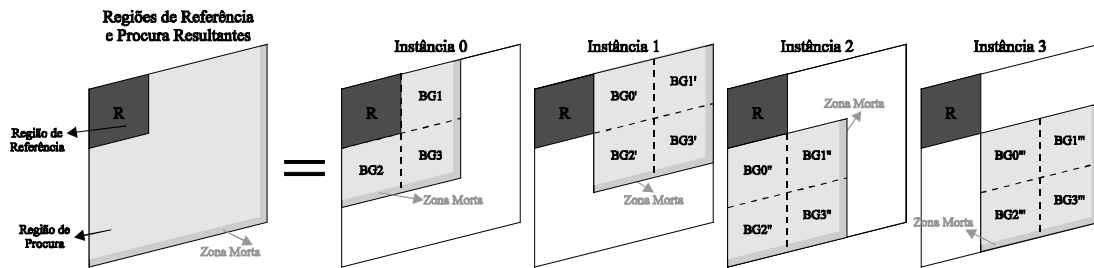 Regiões de Referência
e Procura Resultantes
R
Região de
Referência
Região de
Procura
Zona Morta
=
Instância 0
R
BG1
BG2
BG3
Zona Morta
Instância 1
R
BG0'
BG1'
BG2'
BG3'
Zona Morta
Instância 2
R
Zona Morta
BG0"
BG1"
BG2"
BG3"
Instância 3
R
BG0'"
BG1'"
BG2'"
BG3'"
Zona Morta